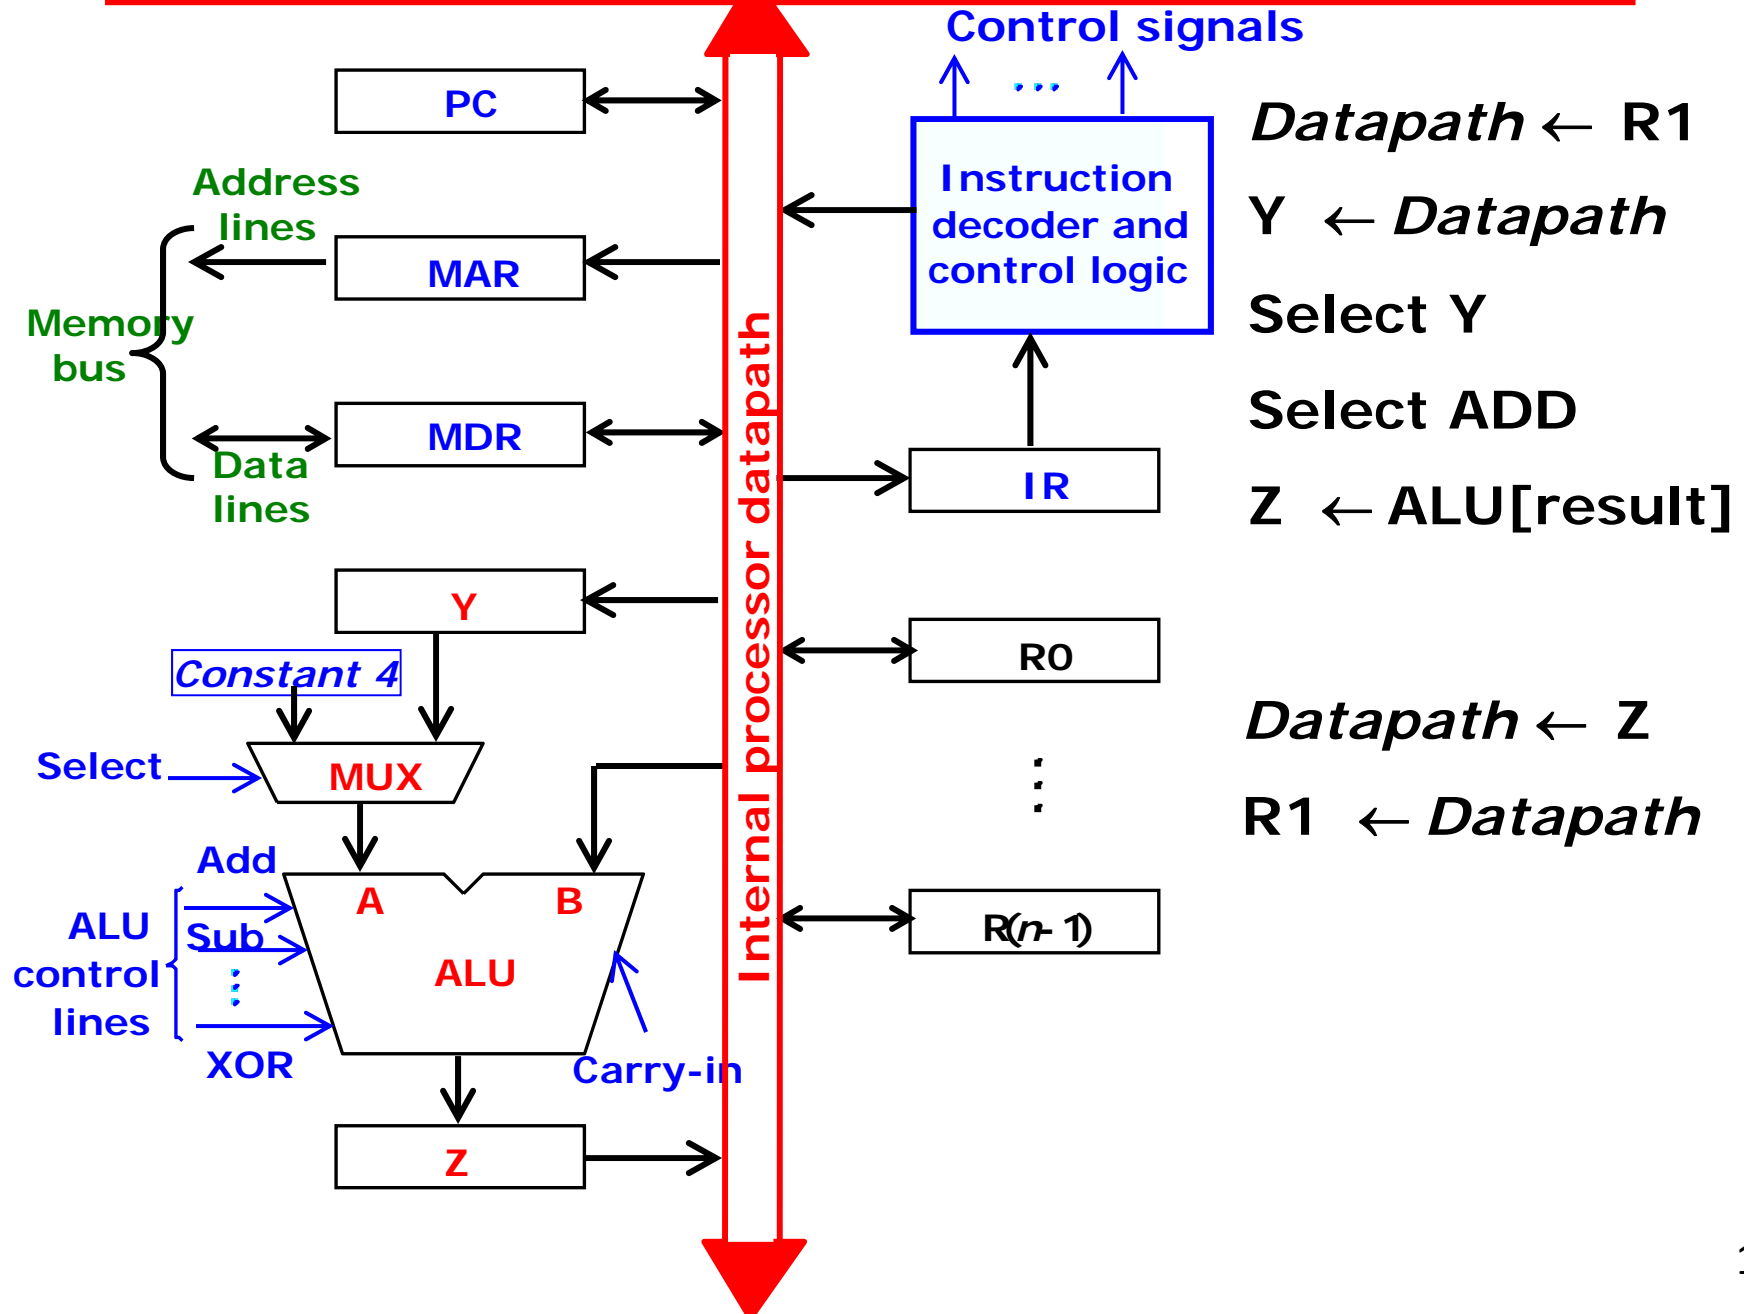 Control signals
PC
Address
lines
Instruction
decoder and
control logic
MAR
Memory
bus
MDR
Data
lines
IR
Internal processor datapath
Y
Constant 4
R0
Select
MUX
Add
ALU
control
lines
Sub
XOR
A
B
ALU
Carry-in
R(n-1)
Z
Datapath ← R1
Y ← Datapath
Select Y
Select ADD
Z ← ALU[result]
Datapath ← Z
R1 ← Datapath